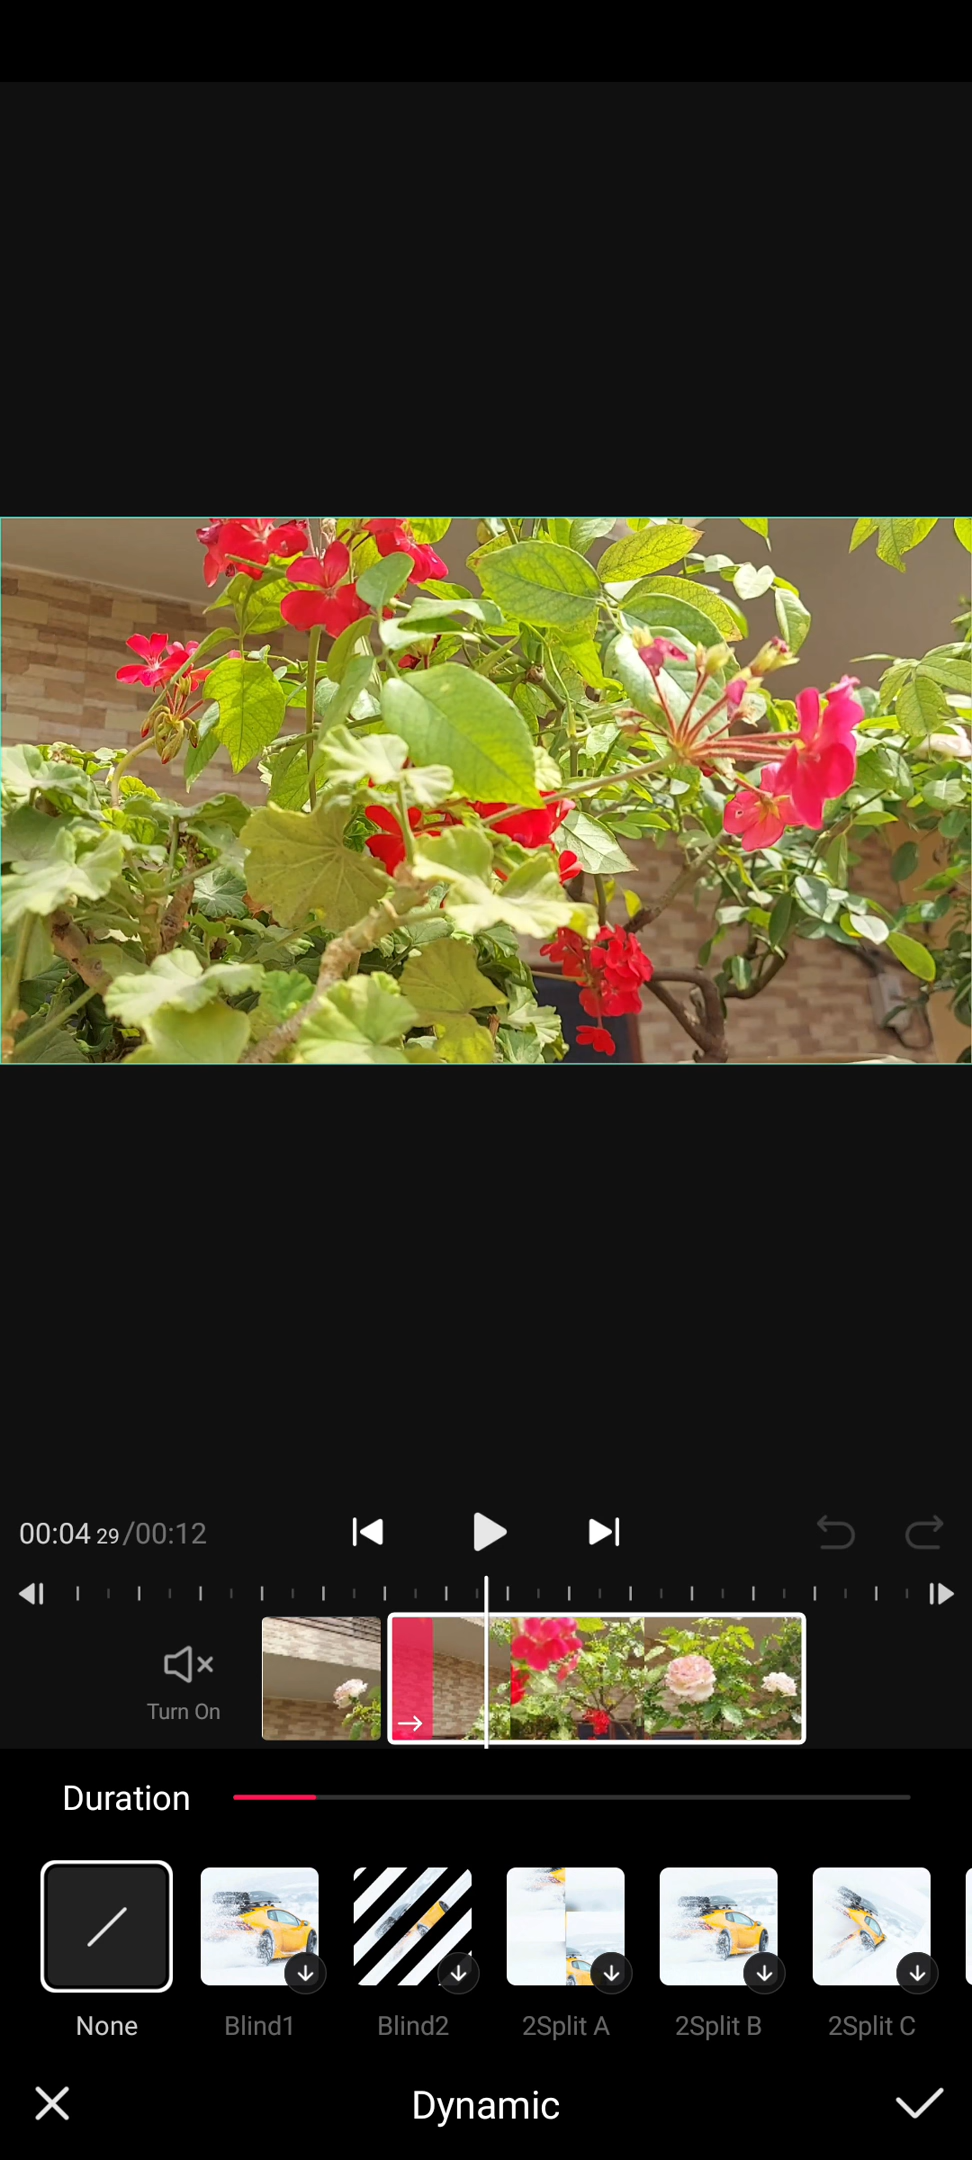 00:04 29/00:12
Turn On
Duration
None
Blind1
Blind2
2Split A
2Split B
2Split C
Dynamic